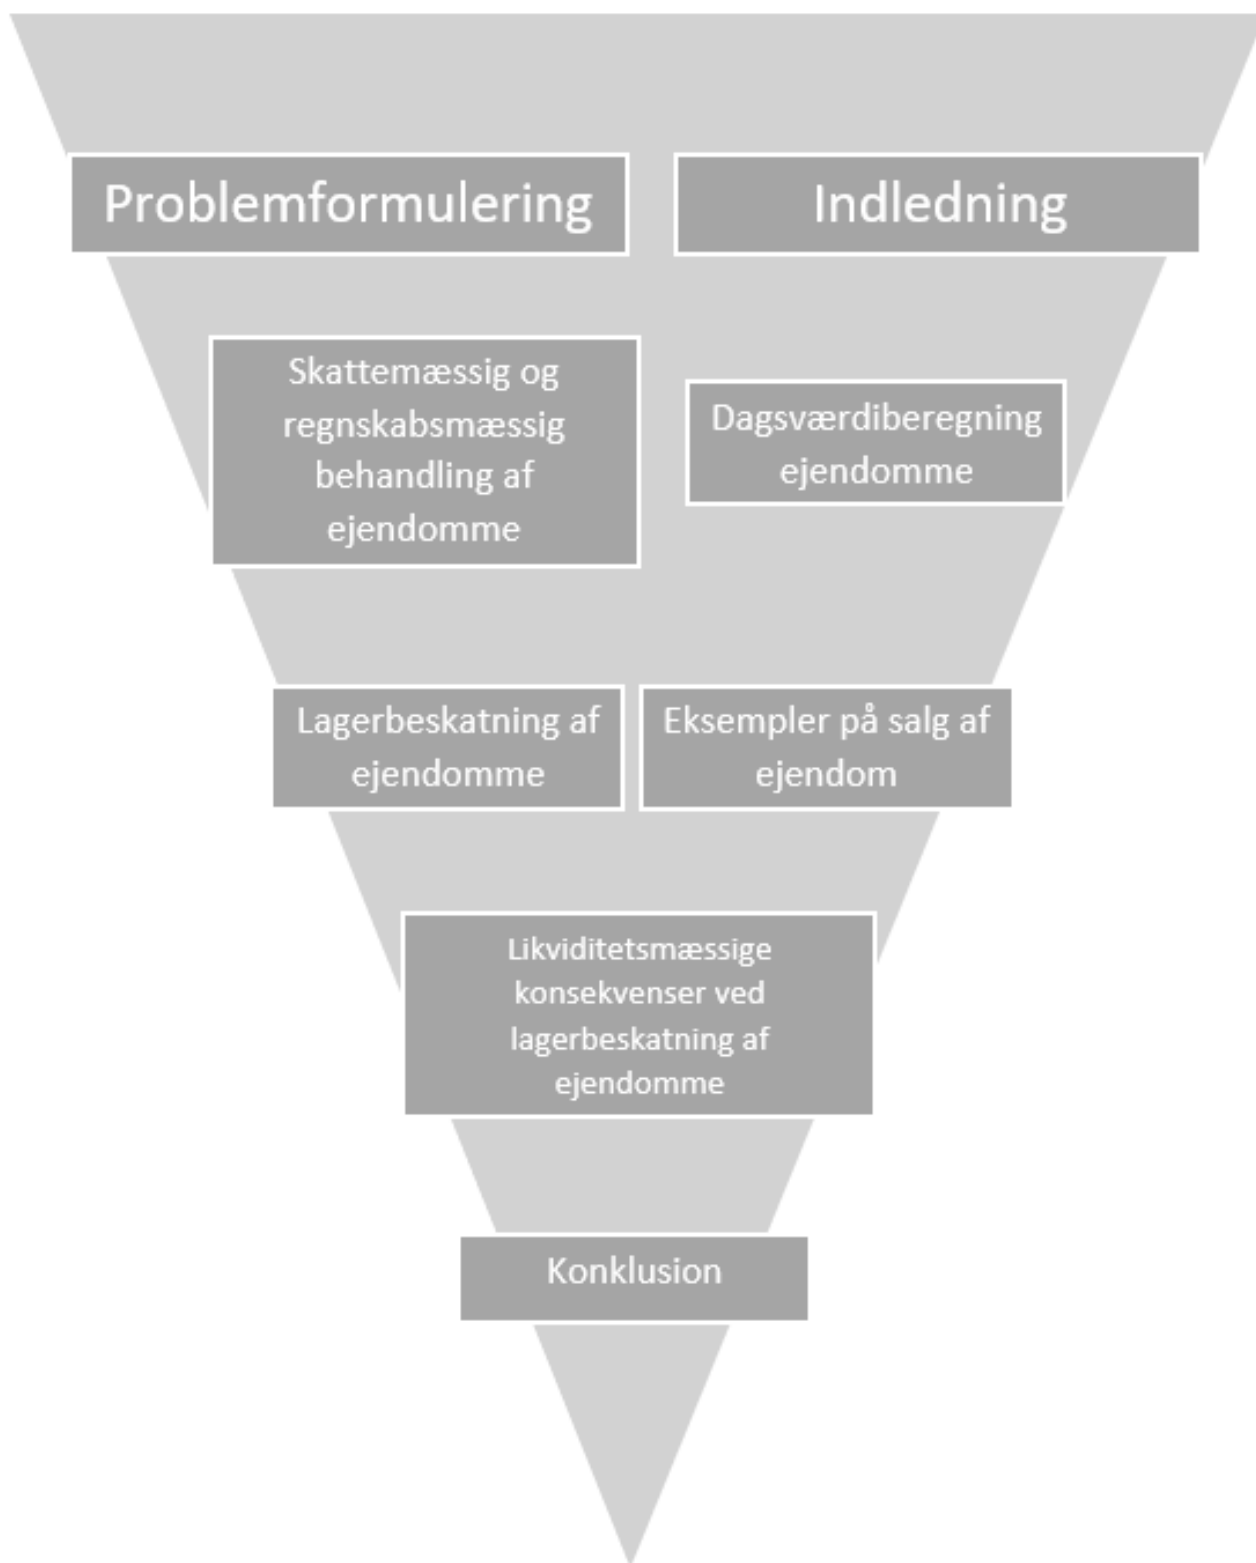 Problemformulering
Indledning
Skattemæssig og
regnskabsmæssig
behandling af
ejendomme
Dagsværdiberegning
ejendomme
Lagerbeskatning af
ejendomme
Eksempler på salg af
ejendom
Likviditetsmæssige
konsekvenser ved
lagerbeskatning af
ejendomme
Konklusion